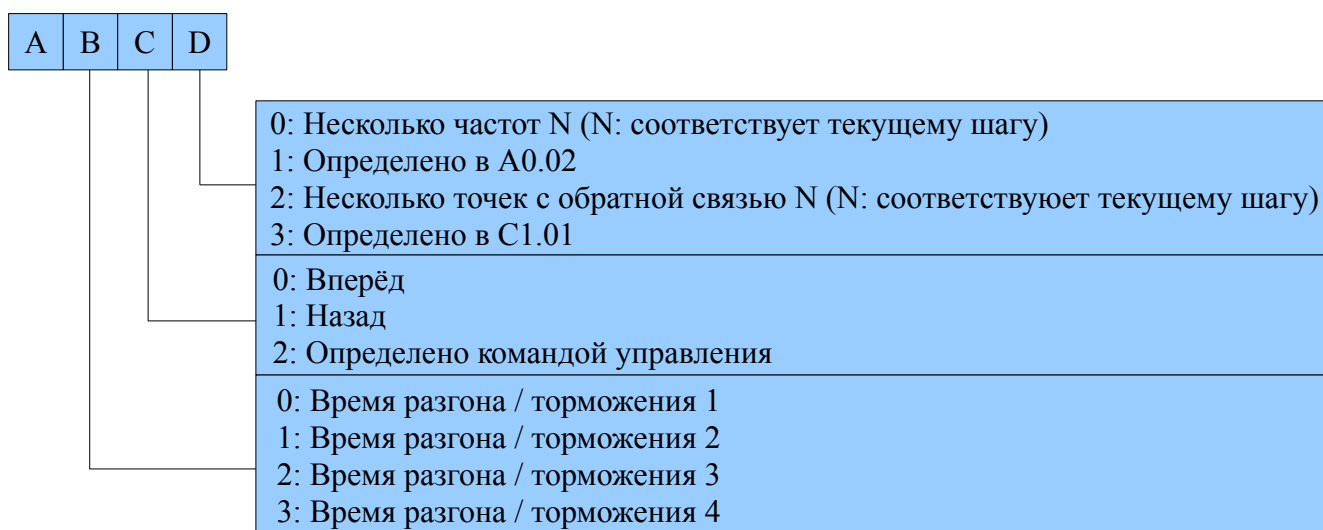 A B C D
0: Несколько частот N (N: соответствует текущему шагу)
1: Определено в A0.02
2: Несколько точек с обратной связью N (N: соответствуюет текущему шагу)
3: Определено в C1.01
0: Вперёд
1: Назад
2: Определено командой управления
0: Время разгона / торможения 1
1: Время разгона / торможения 2
2: Время разгона / торможения 3
3: Время разгона / торможения 4